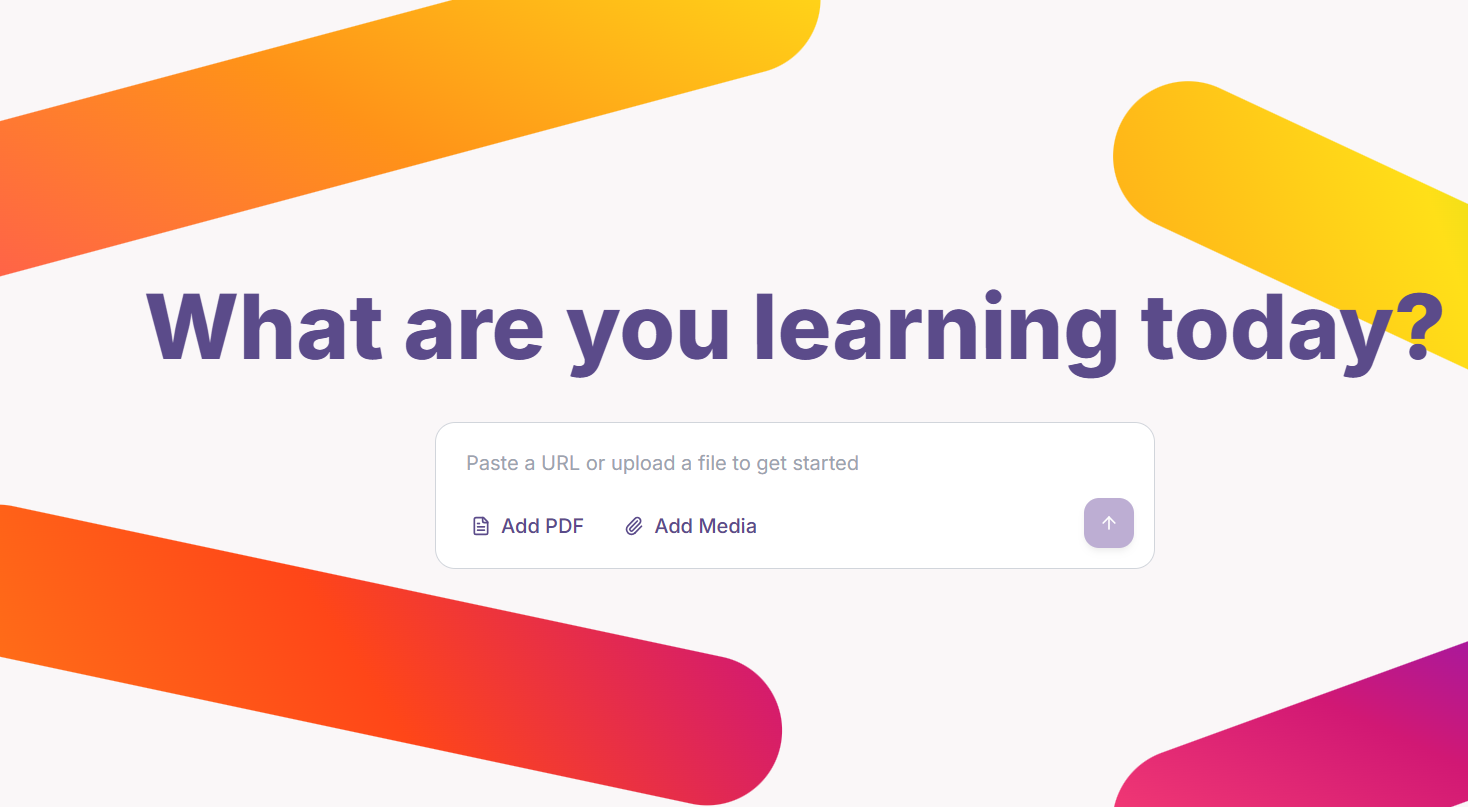 What are you learning today?
Paste a URL or upload a file to get started
Add PDF Add Media